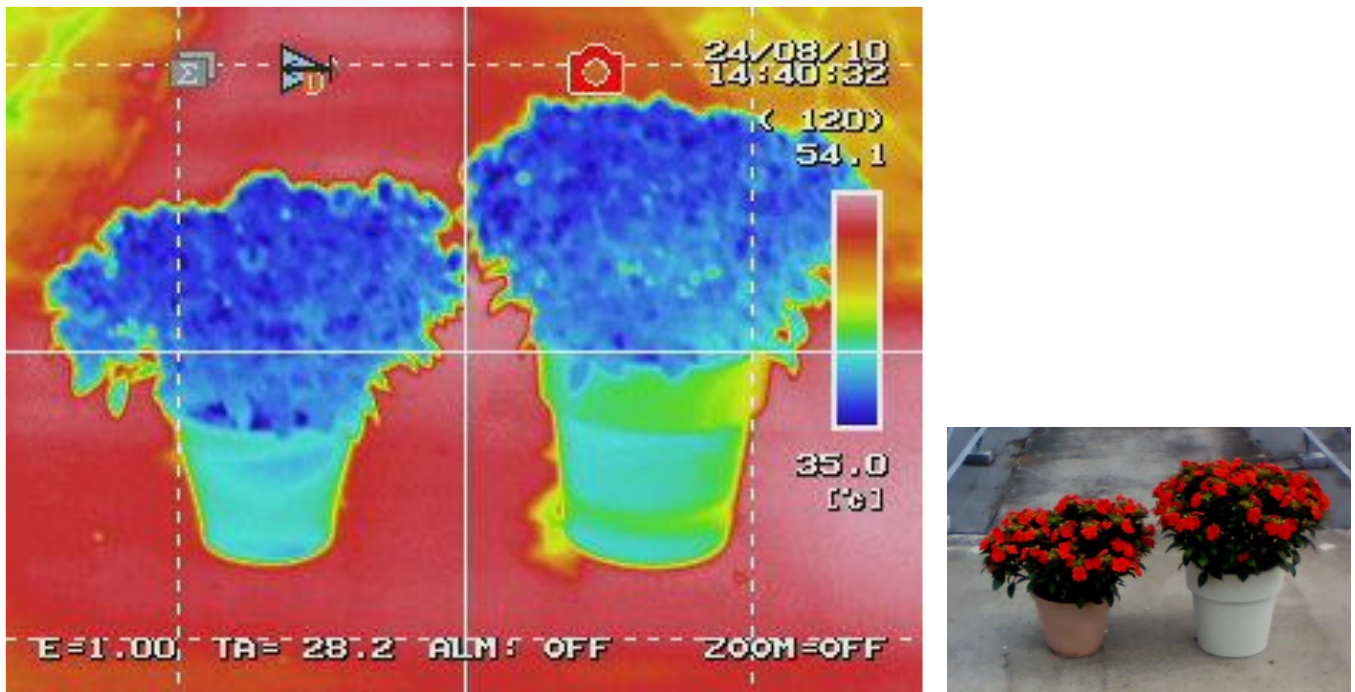 Σ D 24/08/10
14:40:32
( 120)
54.1
35.0
[℃]
E=1.00 TA= 28.2 ALM: OFF ZOOM=OFF